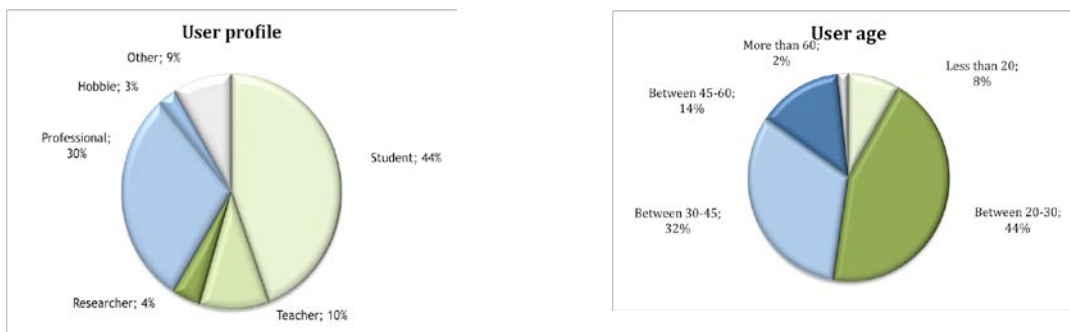 User profile
Other; 9%
Hobbie; 3%
Professional;
30%
Student; 44%
Researcher; 4%
Teacher; 10%
User age
More than 60;
2%
Less than 20;
8%
Between 45-60;
14%
Between 30-45;
32%
Between 20-30;
44%